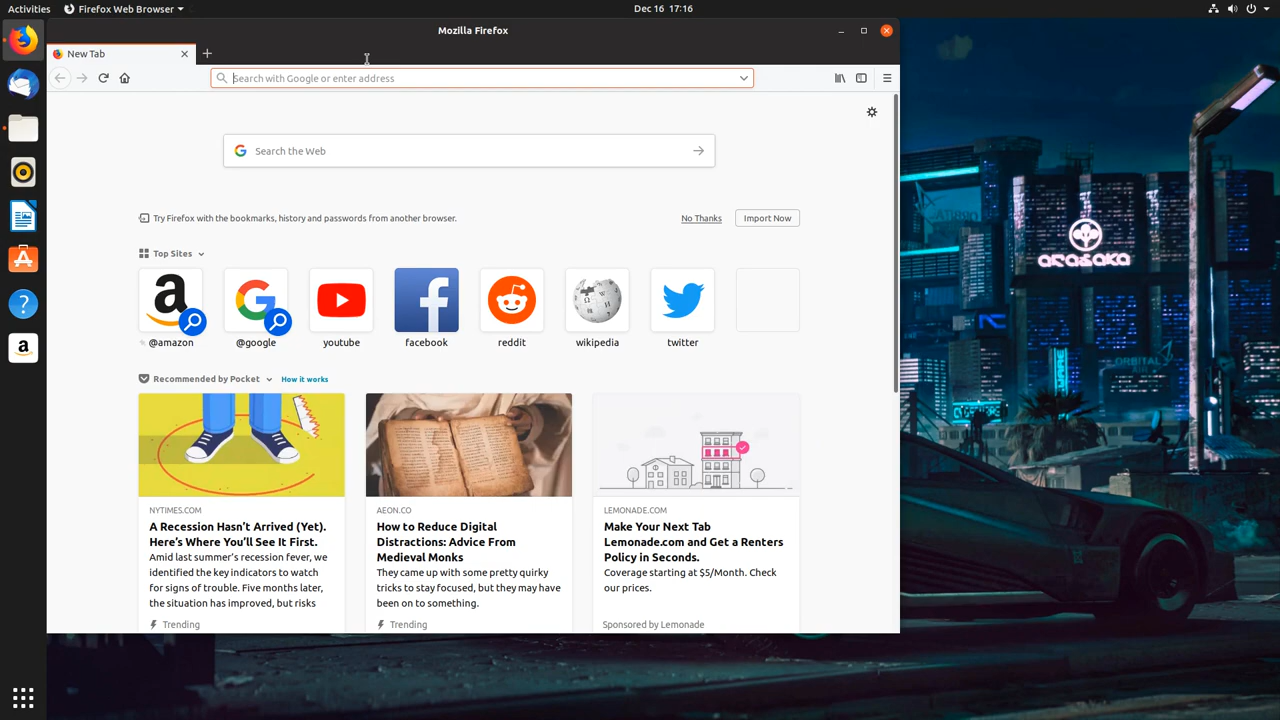 Activities
Firefox Web Browser
Dec 16 17:16
Mozilla Firefox
New Tab
Search with Google or enter address
Search the Web
Try Firefox with the bookmarks, history and passwords from another browser.
No Thanks
Import Now
Top Sites
@amazon
@google
youtube
facebook
reddit
wikipedia
twitter
Recommended by Pocket
How it works
NYTIMES.COM
A Recession Hasn’t Arrived (Yet).
Here’s Where You’ll See It First.
Amid last summer’s recession fever, we
identified the key indicators to watch
for signs of trouble. Five months later,
the situation has improved, but risks
Trending
AEON.CO
How to Reduce Digital
Distractions: Advice From
Medieval Monks
They came up with some pretty quirky
tricks to stay focused, but they may have
been on to something.
Trending
LEMONADE.COM
Make Your Next Tab
Lemonade.com and Get a Renters
Policy in Seconds.
Coverage starting at $5/Month. Check
our prices.
Sponsored by Lemonade
arasaka
ORBITAL